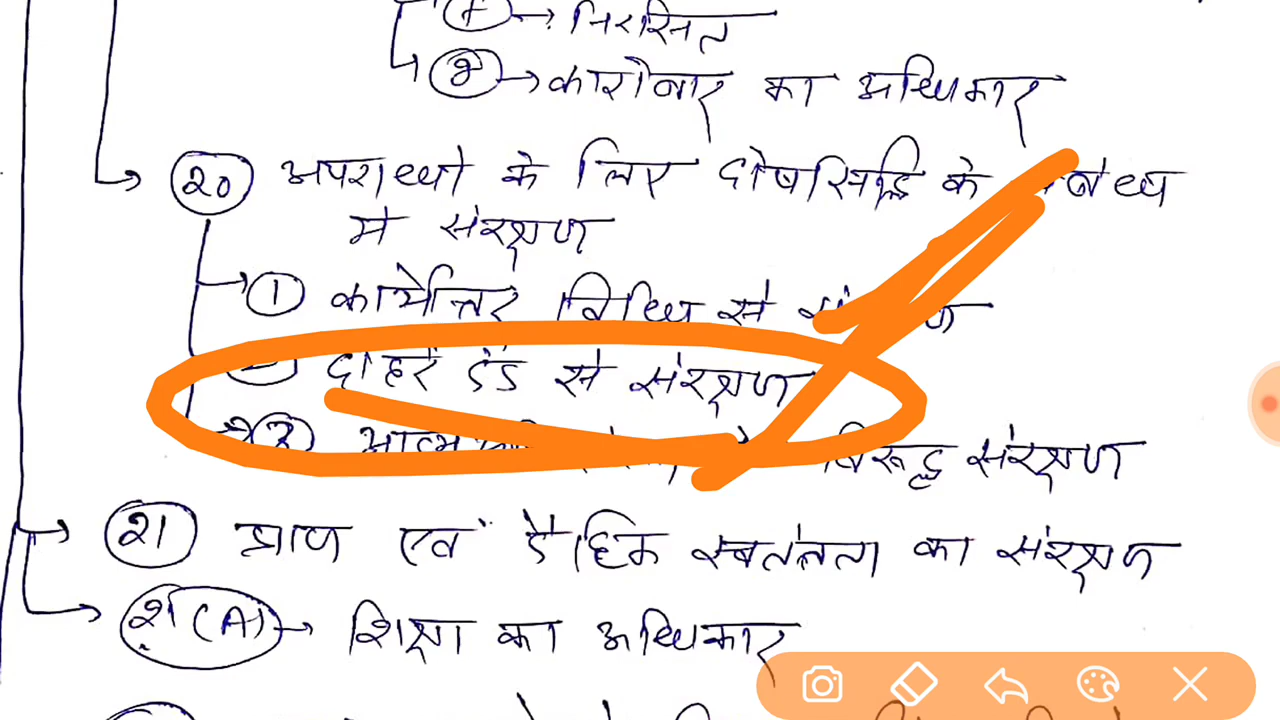 f → निरसित
g → कारोबार का अधिकार
20 अपराधो के लिए दोषसिद्धि के
मे संरक्षण
① कार्योत्तर विधि से
दोहरे दंड से संरक्षण
③ विरूद्ध संरक्षण
21 प्राण एवं दैहिक स्वतंत्रता का संरक्षण
21(A) → शिक्षा का अधिकार